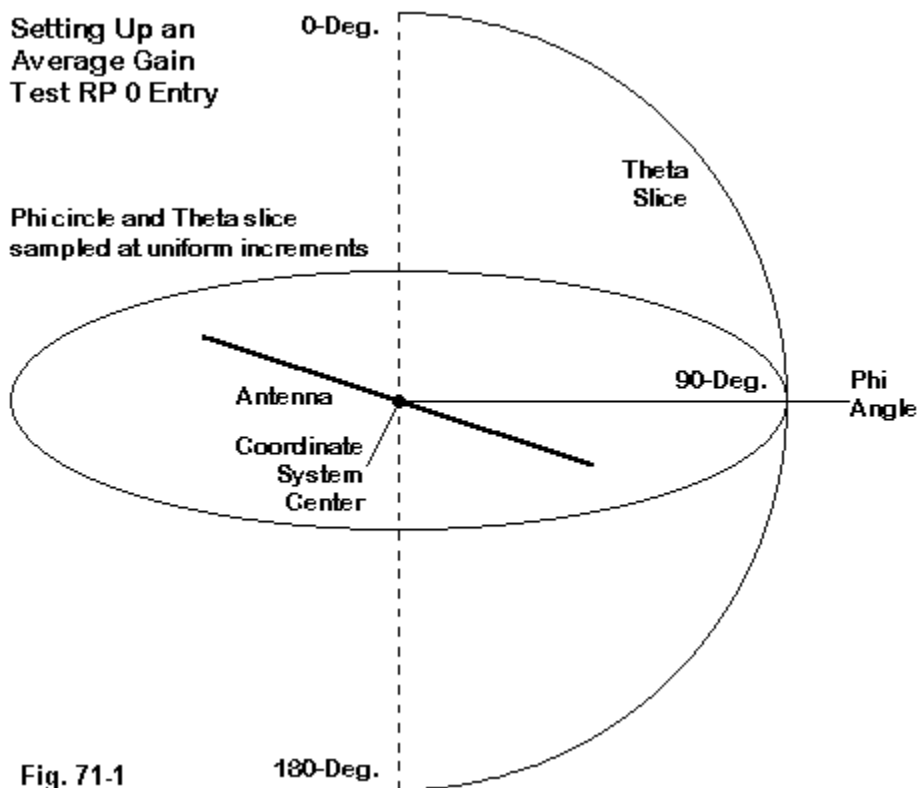 Setting Up an
Average Gain
Test RP 0 Entry
0-Deg.
Theta
Slice
Phi circle and Theta slice
sampled at uniform increments
90-Deg.
Phi
Angle
Antenna
Coordinate
System
Center
Fig. 71-1
180-Deg.